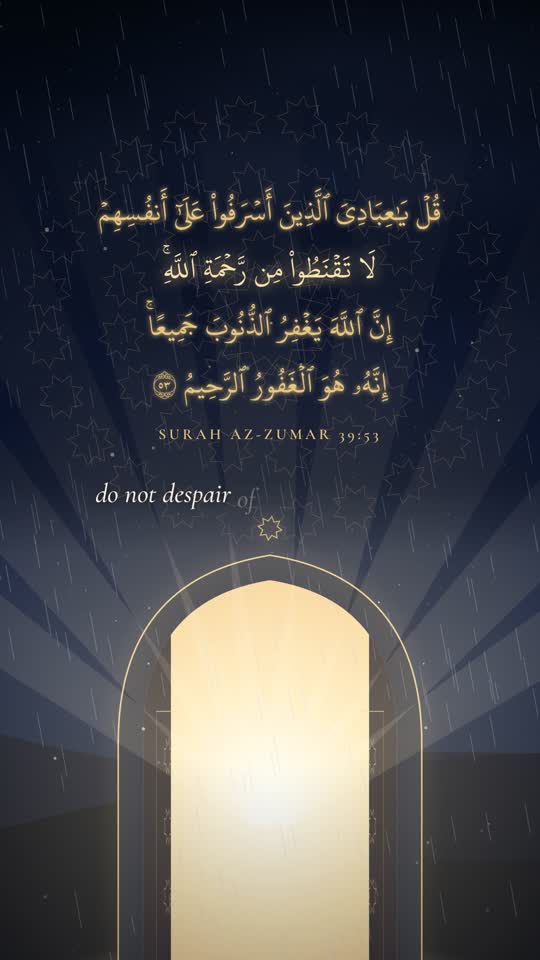 قُلۡ يَـٰعِبَادِىَ ٱلَّذِينَ أَسۡرَفُوا۟ عَلَىٰٓ أَنفُسِهِمۡ
لَا تَقۡنَطُوا۟ مِن رَّحۡمَةِ ٱللَّهِۚ
إِنَّ ٱللَّهَ يَغۡفِرُ ٱلذُّنُوبَ جَمِيعًاۚ
إِنَّهُۥ هُوَ ٱلۡغَفُورُ ٱلرَّحِيمُ ۝٥٣
SURAH AZ-ZUMAR 39:53
do not despair of